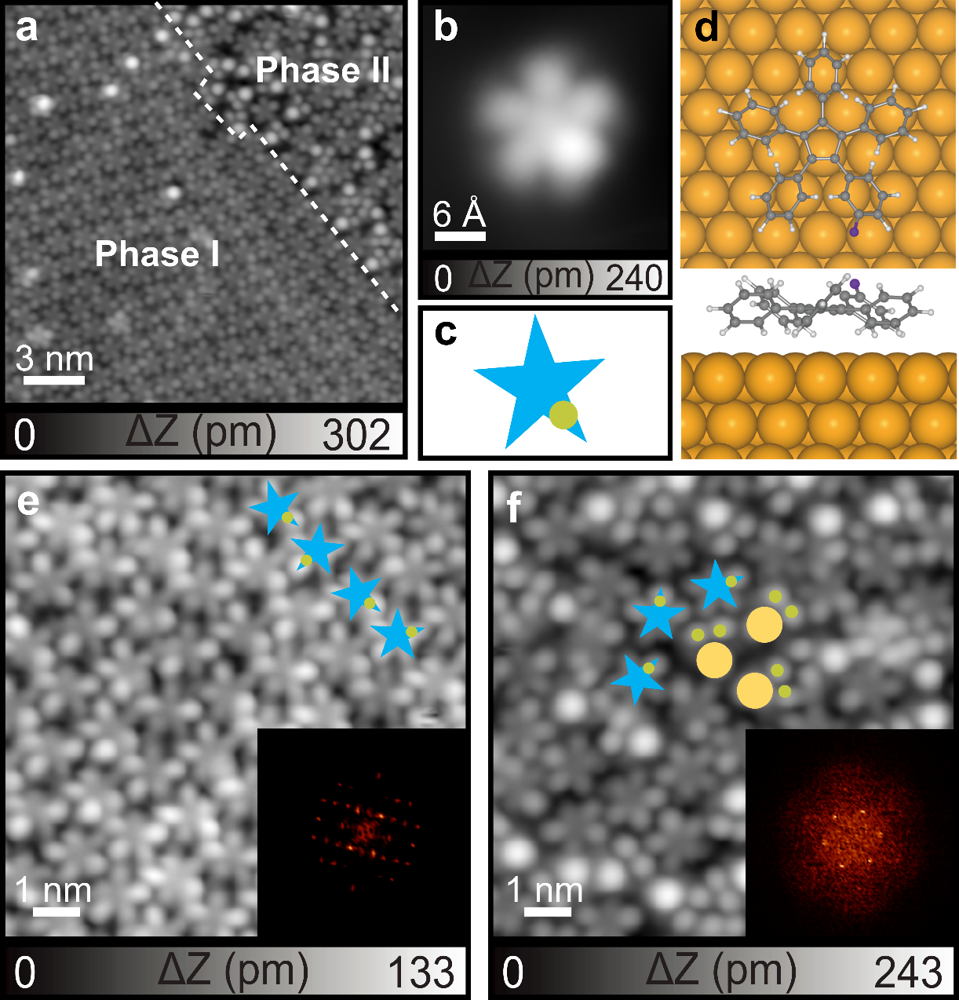 a
Phase II
Phase I
3 nm
0 ΔZ (pm) 302
b
6 Å
0 ΔZ (pm) 240
c
d
e
1 nm
0 ΔZ (pm) 133
f
1 nm
0 ΔZ (pm) 243